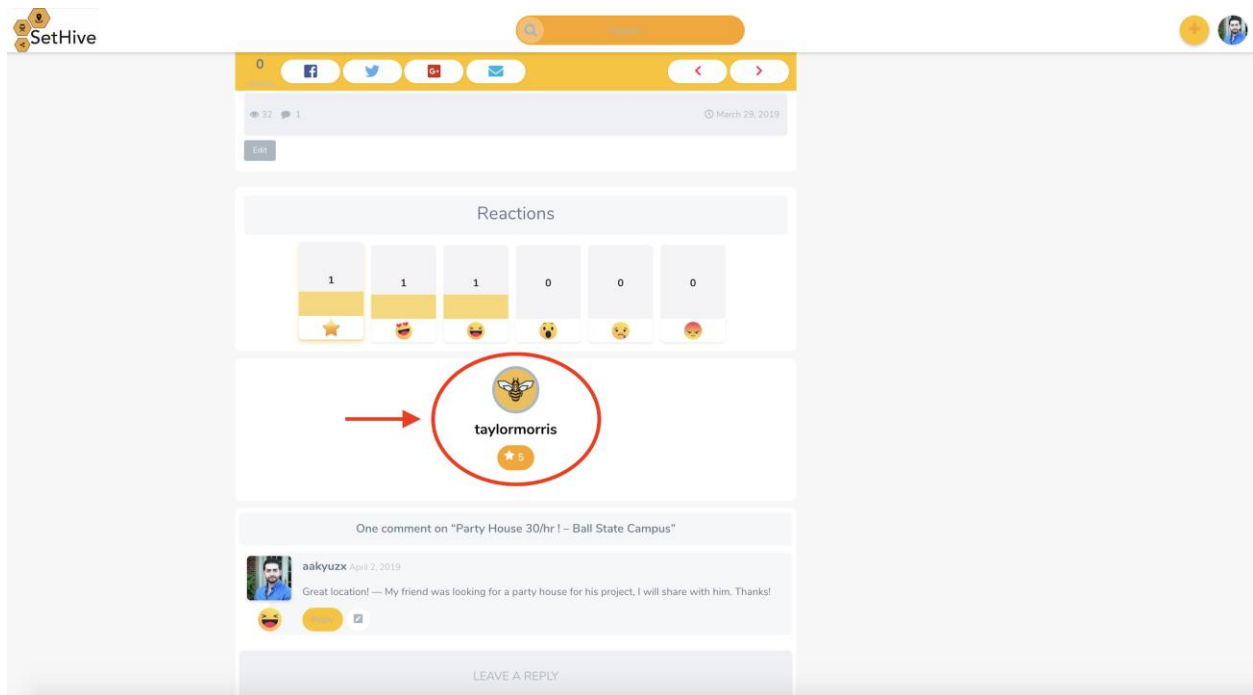 SetHive
0
32 1
March 29, 2019
Edit
Reactions
1 1 1 0 0 0
taylormorris
5
One comment on “Party House 30/hr ! – Ball State Campus”
aakyuzx April 2, 2019
Great location! — My friend was looking for a party house for his project, I will share with him. Thanks!
Reply
LEAVE A REPLY